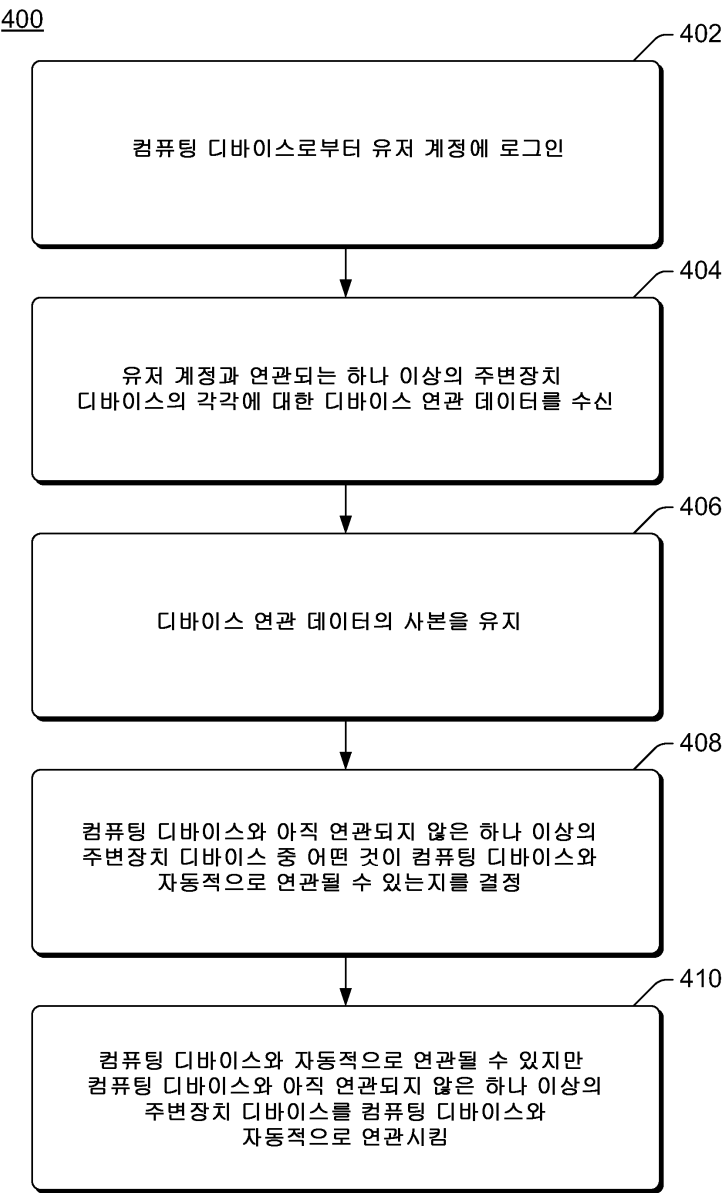 400
402
컴퓨팅 디바이스로부터 유저 계정에 로그인
404
유저 계정과 연관되는 하나 이상의 주변장치
디바이스의 각각에 대한 디바이스 연관 데이터를 수신
406
디바이스 연관 데이터의 사본을 유지
408
컴퓨팅 디바이스와 아직 연관되지 않은 하나 이상의
주변장치 디바이스 중 어떤 것이 컴퓨팅 디바이스와
자동적으로 연관될 수 있는지를 결정
410
컴퓨팅 디바이스와 자동적으로 연관될 수 있지만
컴퓨팅 디바이스와 아직 연관되지 않은 하나 이상의
주변장치 디바이스를 컴퓨팅 디바이스와
자동적으로 연관시킴